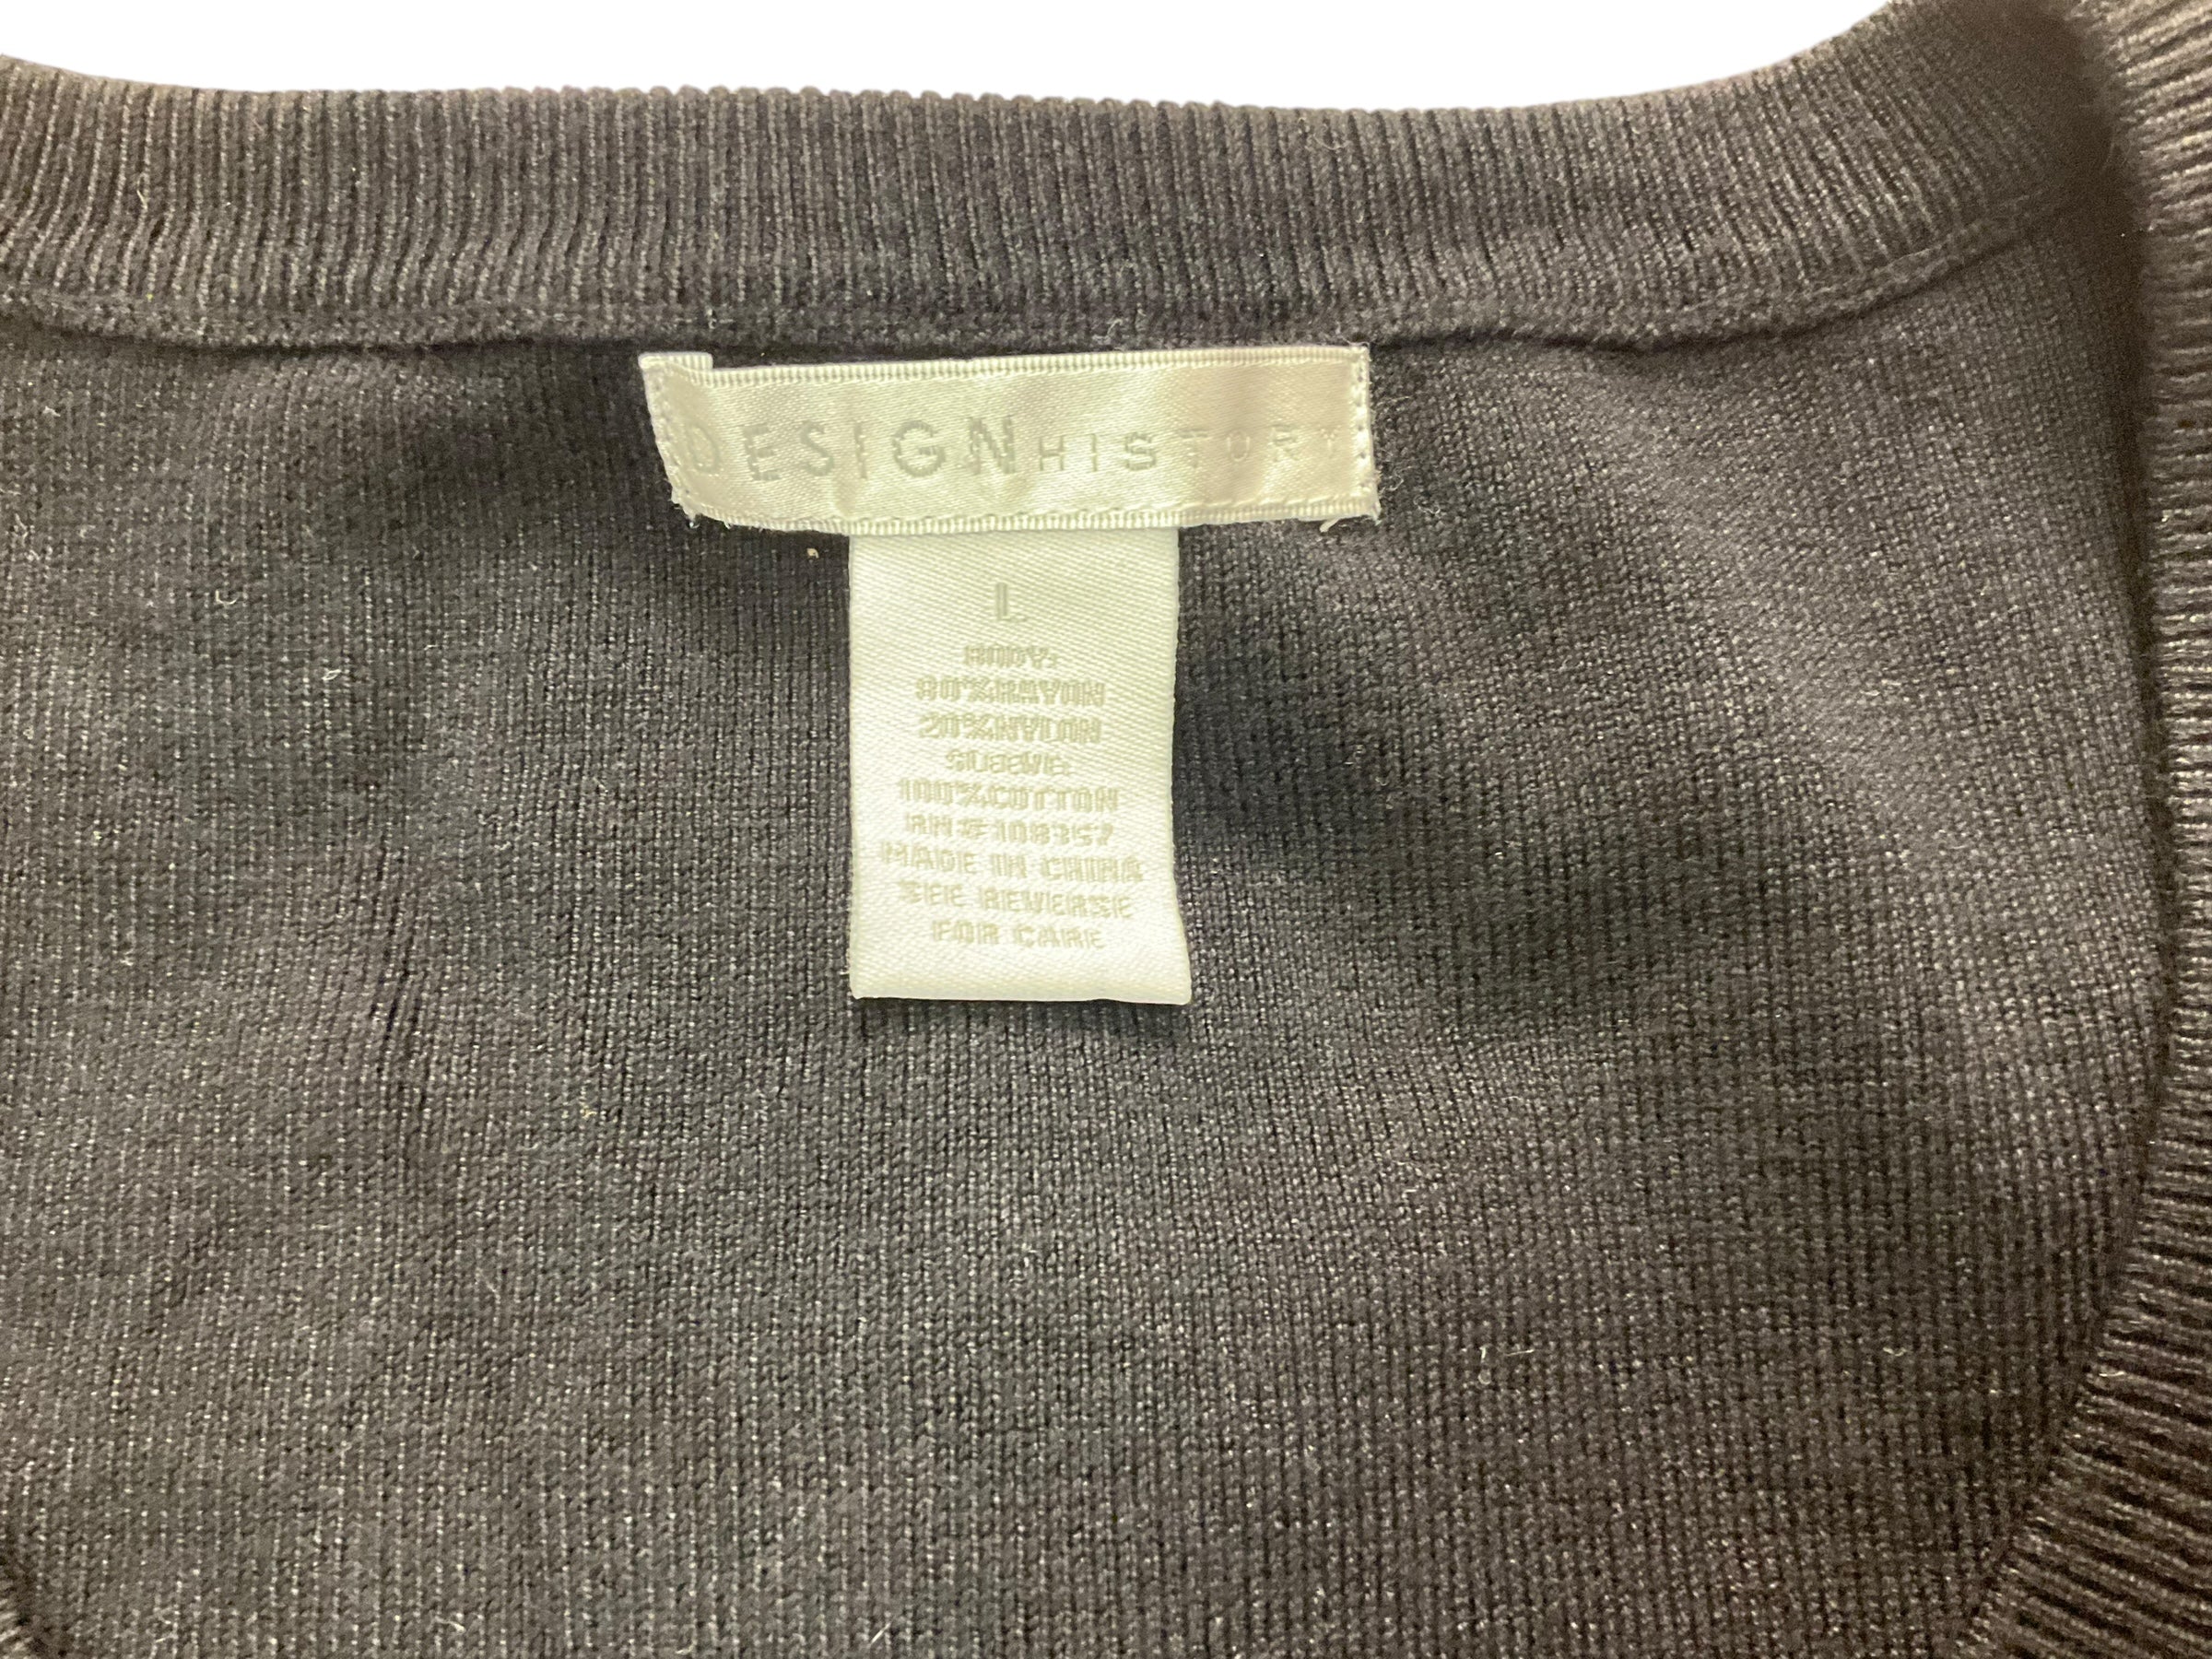 DESIGNHISTORY
L
BODY:
80%RAYON
20%NYLON
SLEEVE:
100%COTTON
RN#108357
MADE IN CHINA
SEE REVERSE
FOR CARE